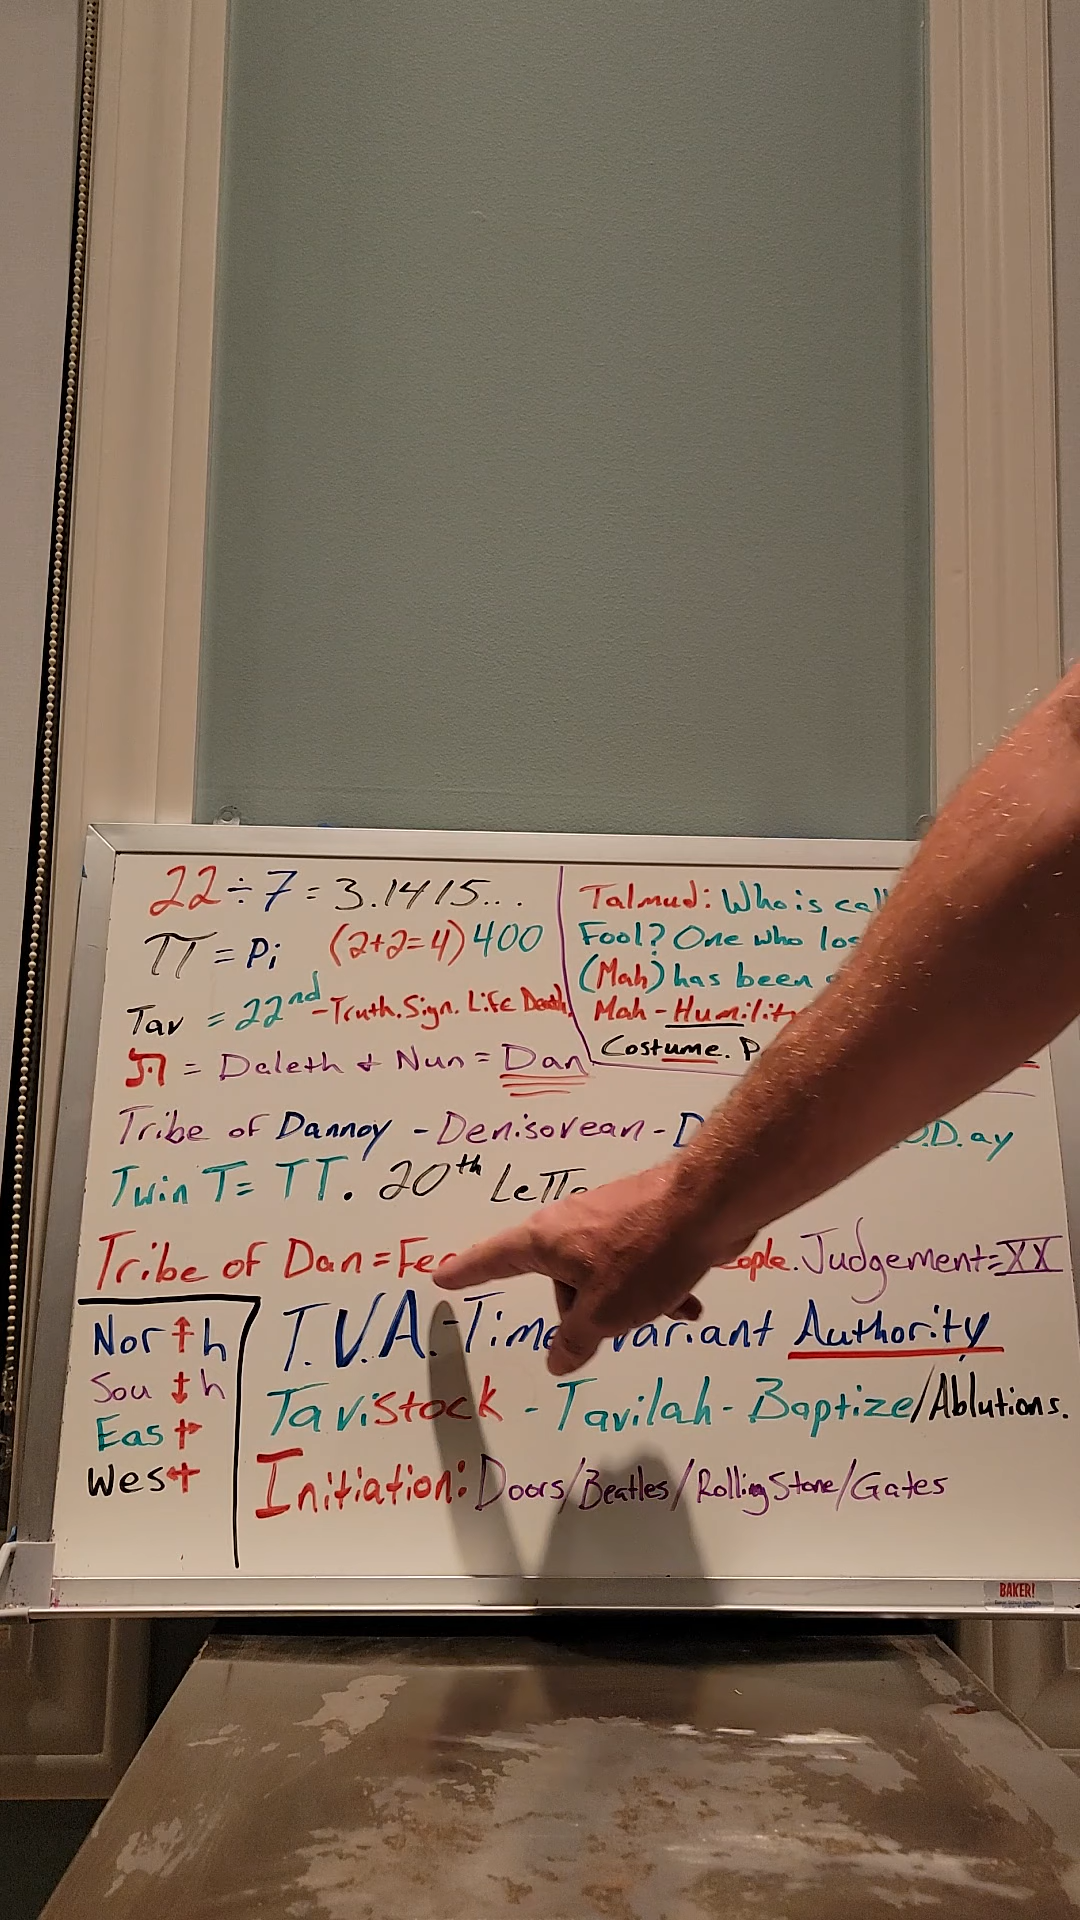 22÷7=3.1415...
π=Pi (2+2=4) 400
Tav =22nd-Truth.Sign.Life Death.
ת = Daleth + Nun = Dan
Talmud: Who is
Fool? One who
(Mah) has been
Mah-Humility
Costume.
Tribe of Dannoy -Denisovean- D.ay
Twin T= TT. 20th
Tribe of Dan= Judgement=XX
T.V.A.-Time Variant Authority
Tavistock - Tavilah- Baptize/Ablutions.
Initiation: Doors/Beatles/Rolling Stone/Gates
North
South
East
West
BAKER!